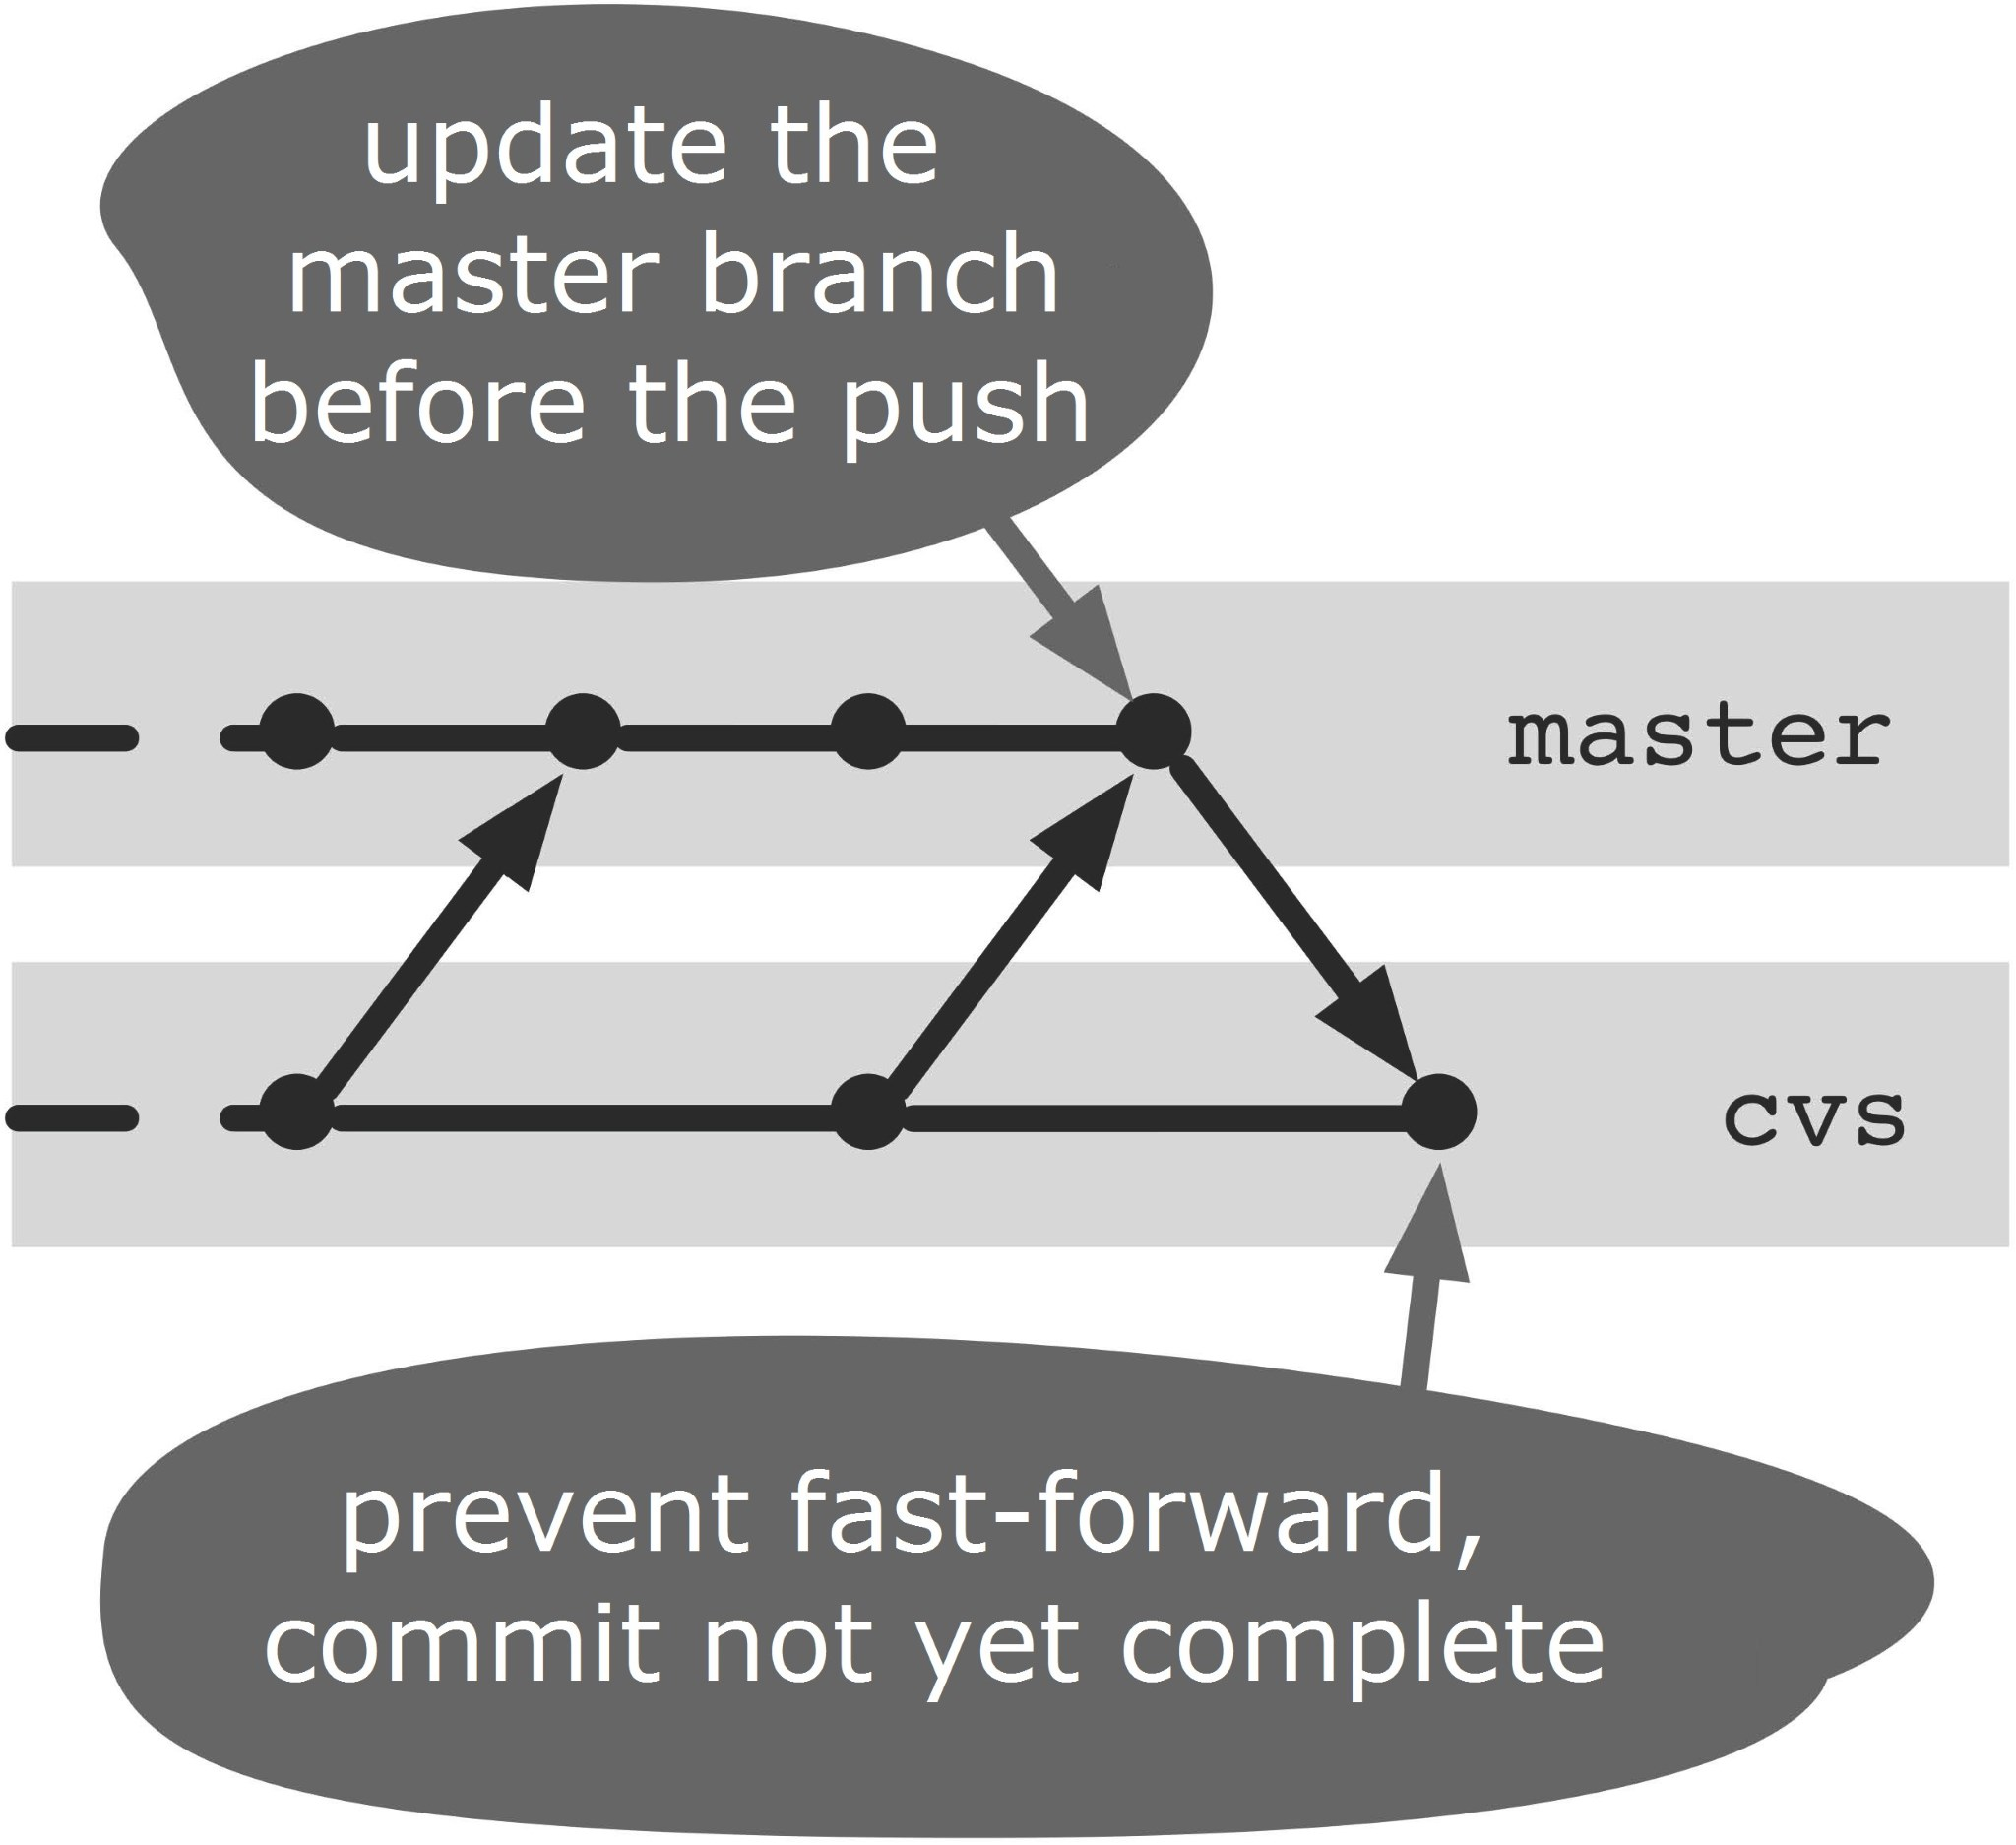 update the
master branch
before the push
master
cvs
prevent fast-forward,
commit not yet complete